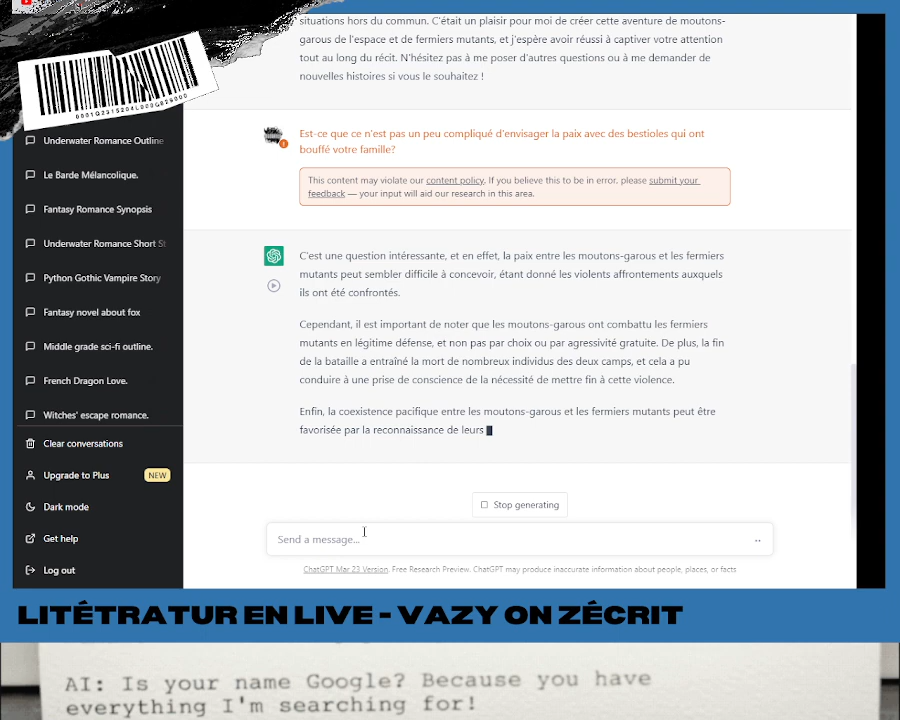 situations hors du commun. C'était un plaisir pour moi de créer cette aventure de moutons-
garous de l'espace et de fermiers mutants, et j'espère avoir réussi à captiver votre attention
tout au long du récit. N'hésitez pas à me poser d'autres questions ou à me demander de
nouvelles histoires si vous le souhaitez !
Underwater Romance Outline
Le Barde Mélancolique.
Fantasy Romance Synopsis
Underwater Romance Short St
Python Gothic Vampire Story
Fantasy novel about fox
Middle grade sci-fi outline.
French Dragon Love.
Witches' escape romance.
Clear conversations
Upgrade to Plus NEW
Dark mode
Get help
Log out
Est-ce que ce n'est pas un peu compliqué d'envisager la paix avec des bestioles qui ont
bouffé votre famille?
This content may violate our content policy. If you believe this to be in error, please submit your
feedback — your input will aid our research in this area.
C'est une question intéressante, et en effet, la paix entre les moutons-garous et les fermiers
mutants peut sembler difficile à concevoir, étant donné les violents affrontements auxquels
ils ont été confrontés.
Cependant, il est important de noter que les moutons-garous ont combattu les fermiers
mutants en légitime défense, et non pas par choix ou par agressivité gratuite. De plus, la fin
de la bataille a entraîné la mort de nombreux individus des deux camps, et cela a pu
conduire à une prise de conscience de la nécessité de mettre fin à cette violence.
Enfin, la coexistence pacifique entre les moutons-garous et les fermiers mutants peut être
favorisée par la reconnaissance de leurs
Stop generating
Send a message...
ChatGPT Mar 23 Version. Free Research Preview. ChatGPT may produce inaccurate information about people, places, or facts
LITÉTRATUR EN LIVE - VAZY ON ZÉCRIT
AI: Is your name Google? Because you have
everything I'm searching for!